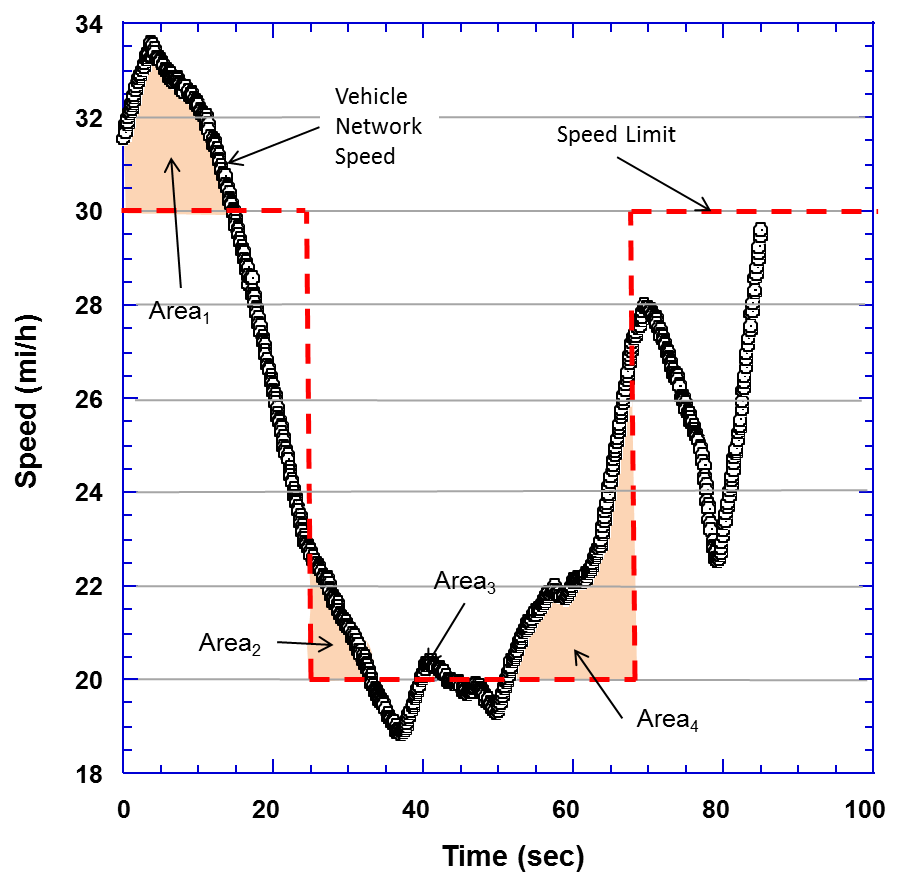 34
32
30
28
26
24
22
20
18
Speed (mi/h)
Vehicle
Network
Speed
Speed Limit
Area1
Area2
Area3
Area4
0 20 40 60 80 100
Time (sec)